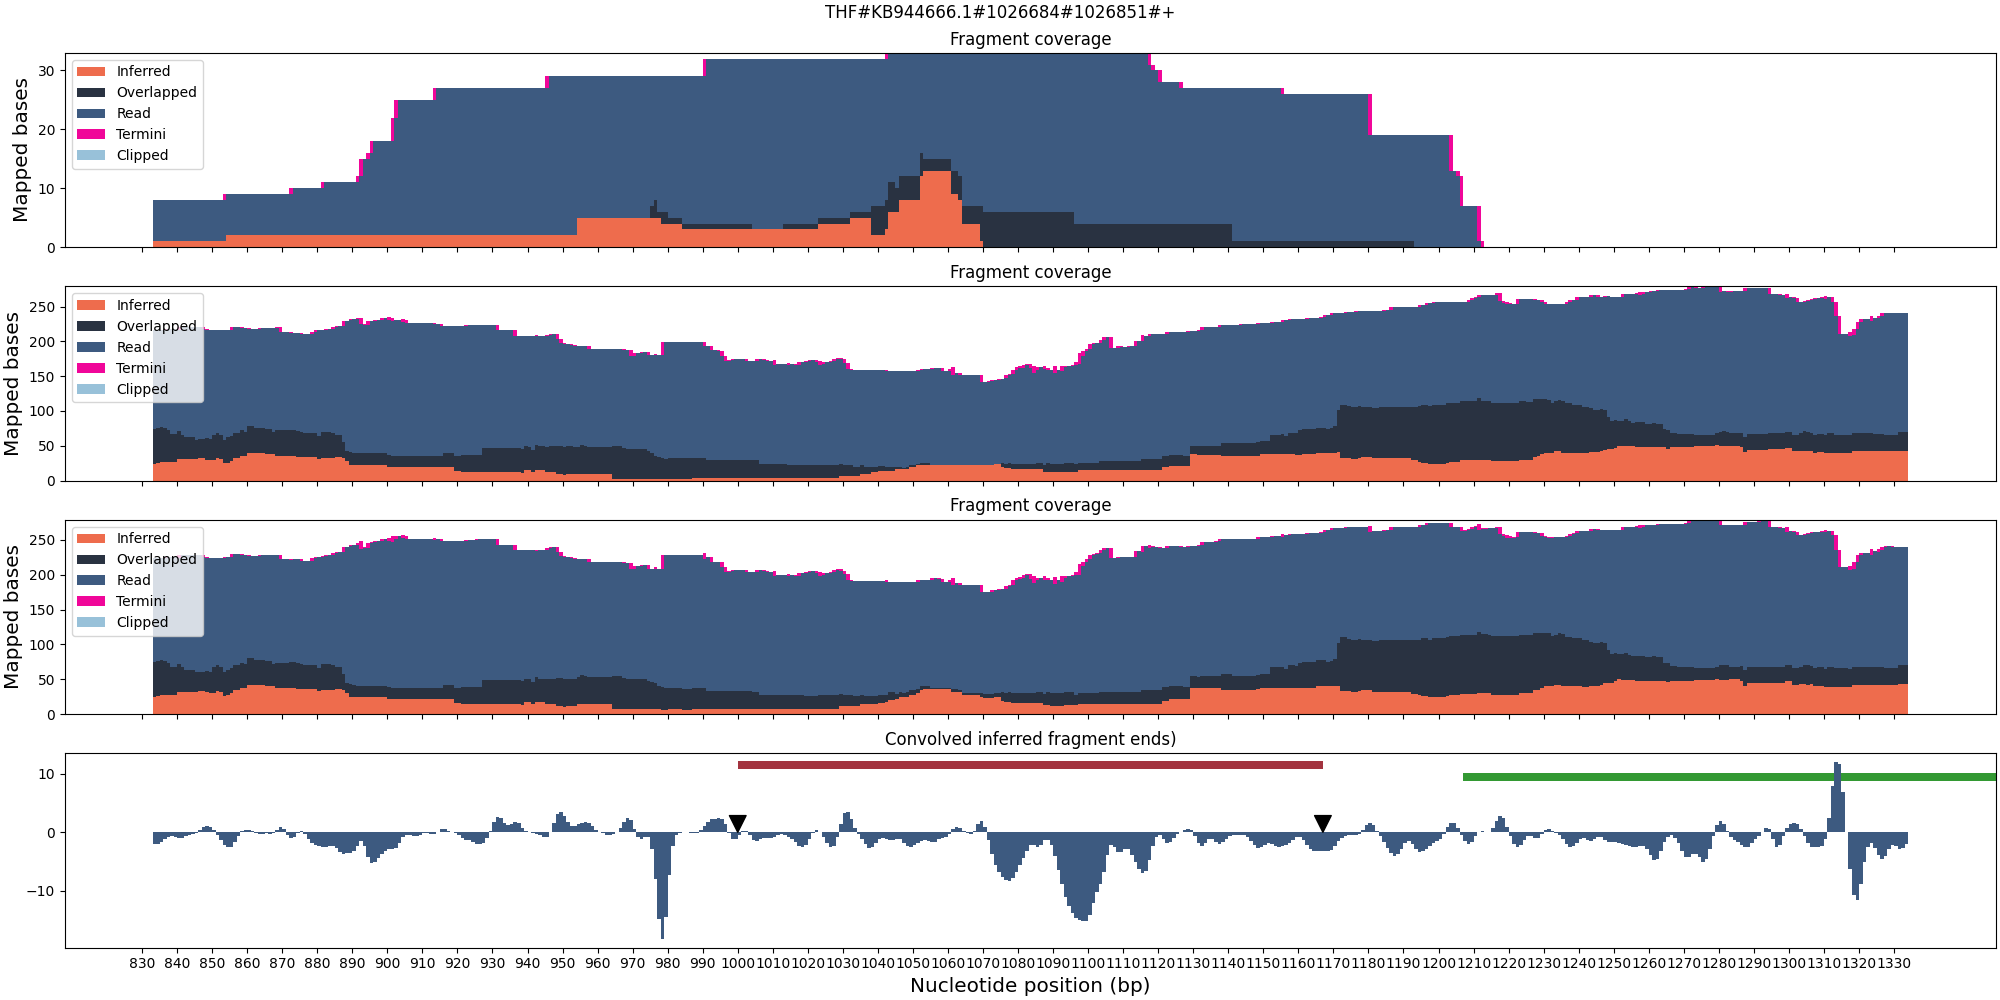 THF#KB944666.1#1026684#1026851#+
Fragment coverage
Mapped bases
30
20
10
0
Inferred
Overlapped
Read
Termini
Clipped
Fragment coverage
Mapped bases
250
200
150
100
50
0
Inferred
Overlapped
Read
Termini
Clipped
Fragment coverage
Mapped bases
250
200
150
100
50
0
Inferred
Overlapped
Read
Termini
Clipped
Convolved inferred fragment ends)
10
0
−10
830 840 850 860 870 880 890 900 910 920 930 940 950 960 970 980 990 1000 1010 1020 1030 1040 1050 1060 1070 1080 1090 1100 1110 1120 1130 1140 1150 1160 1170 1180 1190 1200 1210 1220 1230 1240 1250 1260 1270 1280 1290 1300 1310 1320 1330
Nucleotide position (bp)